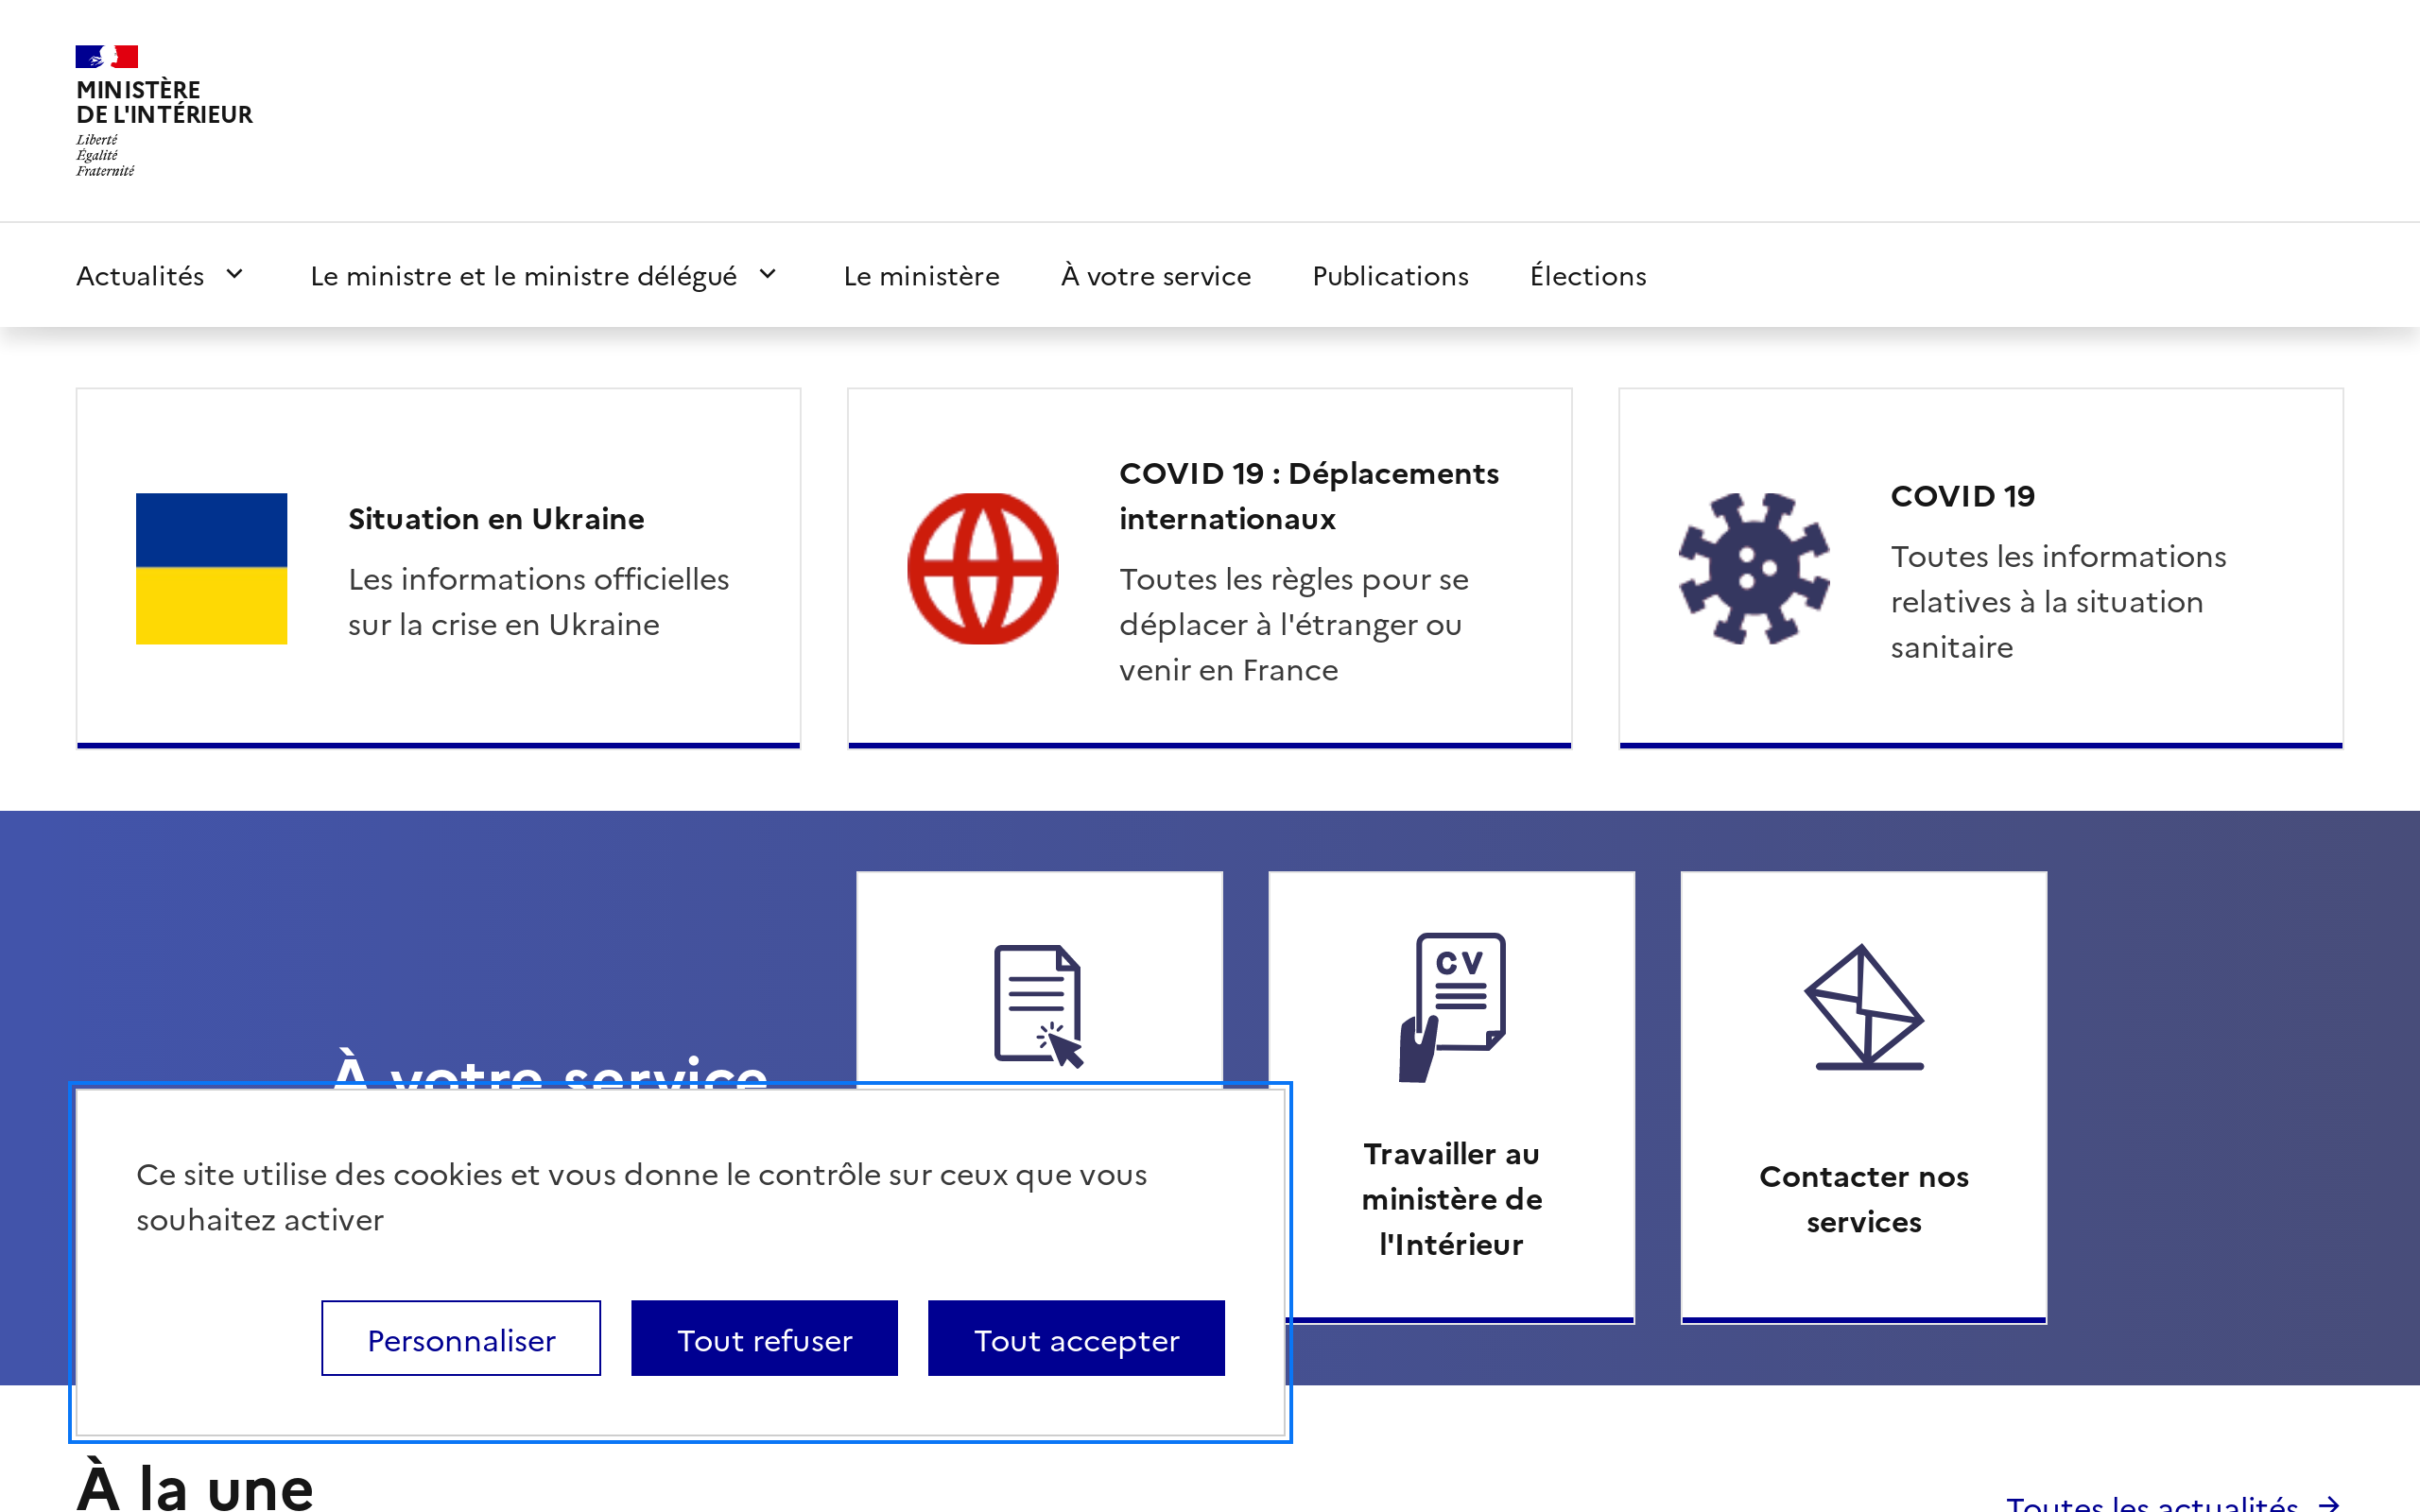 MINISTÈRE
DE L'INTÉRIEUR
Liberté
Égalité
Fraternité
Actualités
Le ministre et le ministre délégué
Le ministère
À votre service
Publications
Élections
Situation en Ukraine
Les informations officielles
sur la crise en Ukraine
COVID 19 : Déplacements
internationaux
Toutes les règles pour se
déplacer à l'étranger ou
venir en France
COVID 19
Toutes les informations
relatives à la situation
sanitaire
À votre service
CV
Travailler au
ministère de
l'Intérieur
Contacter nos
services
Ce site utilise des cookies et vous donne le contrôle sur ceux que vous
souhaitez activer
Personnaliser
Tout refuser
Tout accepter
À la une
Toutes les actualités